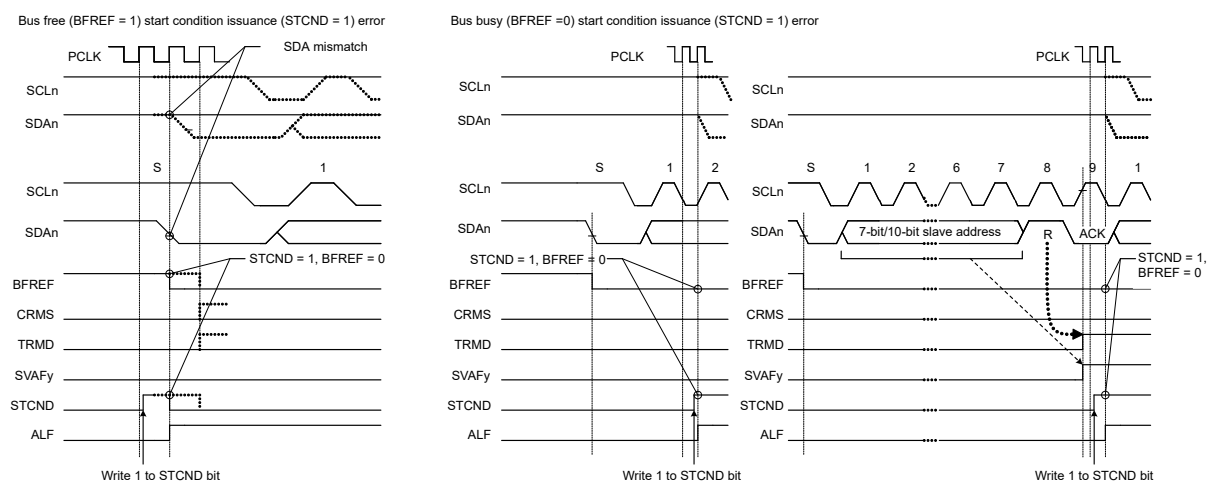 Bus free (BFREF = 1) start condition issuance (STCND = 1) error
PCLK
SDA mismatch
SCLn
SDAn
S 1
SCLn
SDAn
STCND = 1, BFREF = 0
BFREF
CRMS
TRMD
SVAFy
STCND
ALF
Write 1 to STCND bit
Bus busy (BFREF =0) start condition issuance (STCND = 1) error
PCLK
SCLn
SDAn
S 1 2
SCLn
SDAn
STCND = 1, BFREF = 0
BFREF
CRMS
TRMD
SVAFy
STCND
ALF
Write 1 to STCND bit
PCLK
SCLn
SDAn
S 1 2 6 7 8 9 1
SCLn
SDAn
7-bit/10-bit slave address
R
ACK
STCND = 1,
BFREF = 0
BFREF
CRMS
TRMD
SVAFy
STCND
ALF
Write 1 to STCND bit